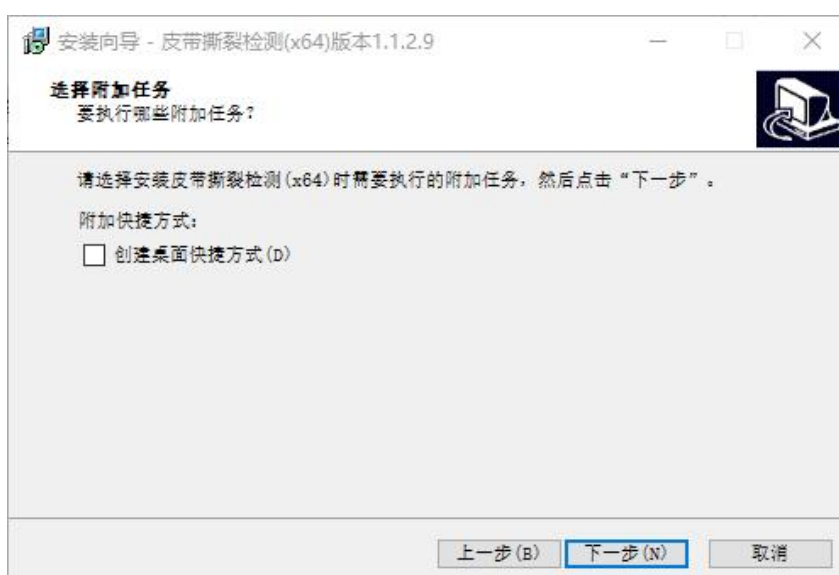 安装向导 - 皮带撕裂检测(x64)版本1.1.2.9
选择附加任务
要执行哪些附加任务?
请选择安装皮带撕裂检测(x64)时需要执行的附加任务，然后点击“下一步”。
附加快捷方式:
创建桌面快捷方式(D)
上一步(B) 下一步(N) 取消